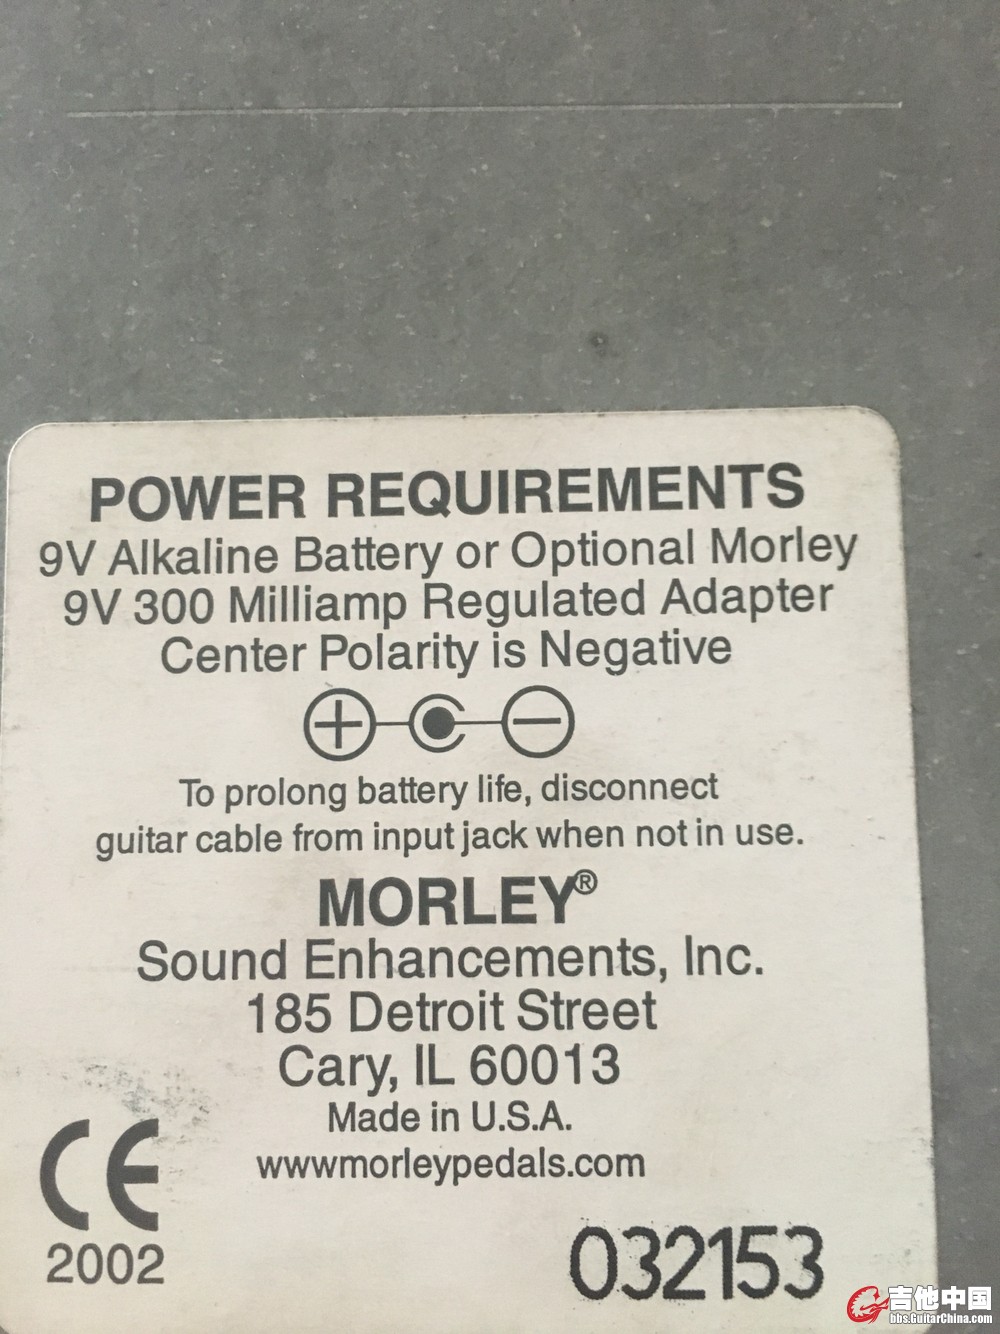 POWER REQUIREMENTS
9V Alkaline Battery or Optional Morley
9V 300 Milliamp Regulated Adapter
Center Polarity is Negative
To prolong battery life, disconnect
guitar cable from input jack when not in use.
MORLEY®
Sound Enhancements, Inc.
185 Detroit Street
Cary, IL 60013
Made in U.S.A.
wwwmorleypedals.com
CE
2002
032153
吉他中国
bbs.GuitarChina.com